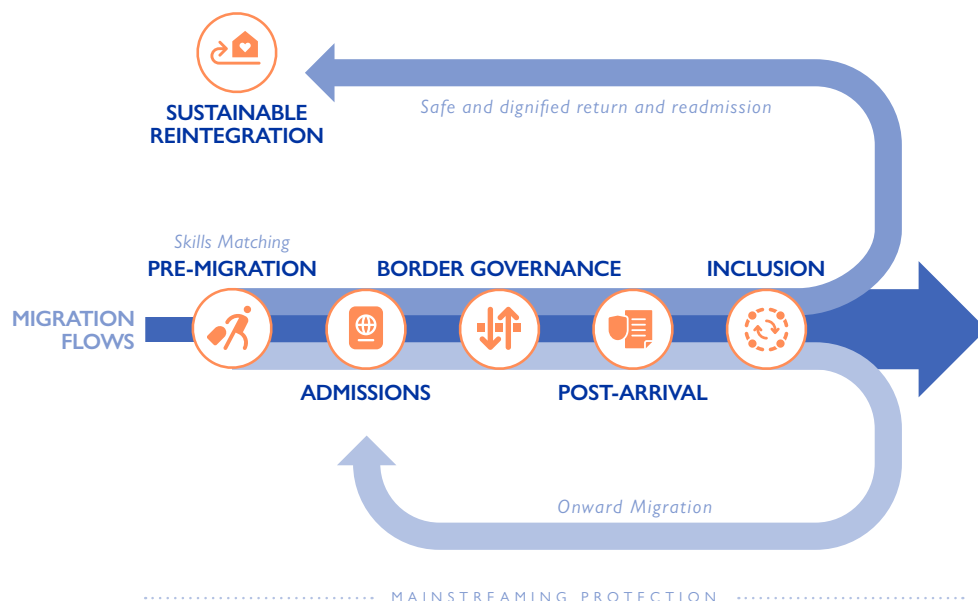 SUSTAINABLE
REINTEGRATION
Safe and dignified return and readmission
Skills Matching
PRE-MIGRATION
BORDER GOVERNANCE
INCLUSION
MIGRATION
FLOWS
ADMISSIONS
POST-ARRIVAL
Onward Migration
MAINSTREAMING PROTECTION